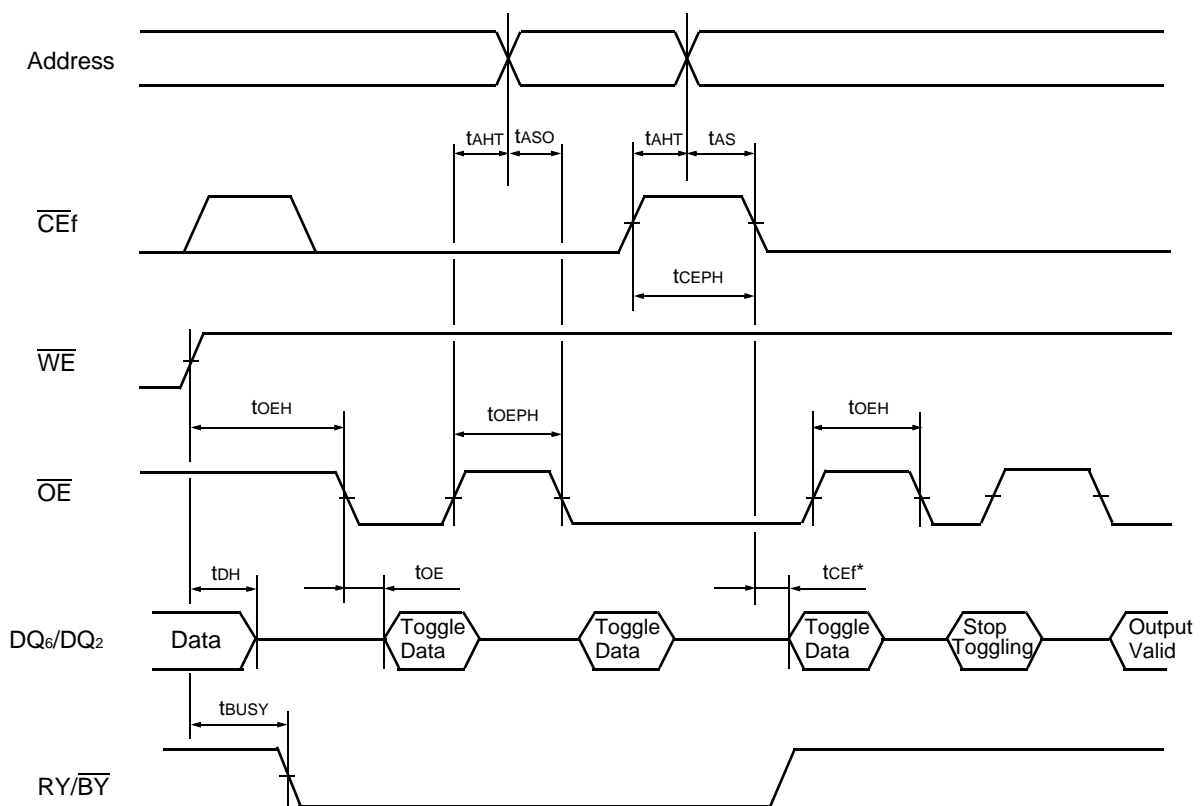 Address
tAHT
tASO
tAHT
tAS
CEf
tCEPH
WE
tOEH
tOEPH
tOEH
OE
tDH
tOE
tCEf*
DQ6/DQ2
Data
Toggle
Data
Toggle
Data
Toggle
Data
Stop
Toggling
Output
Valid
tBUSY
RY/BY